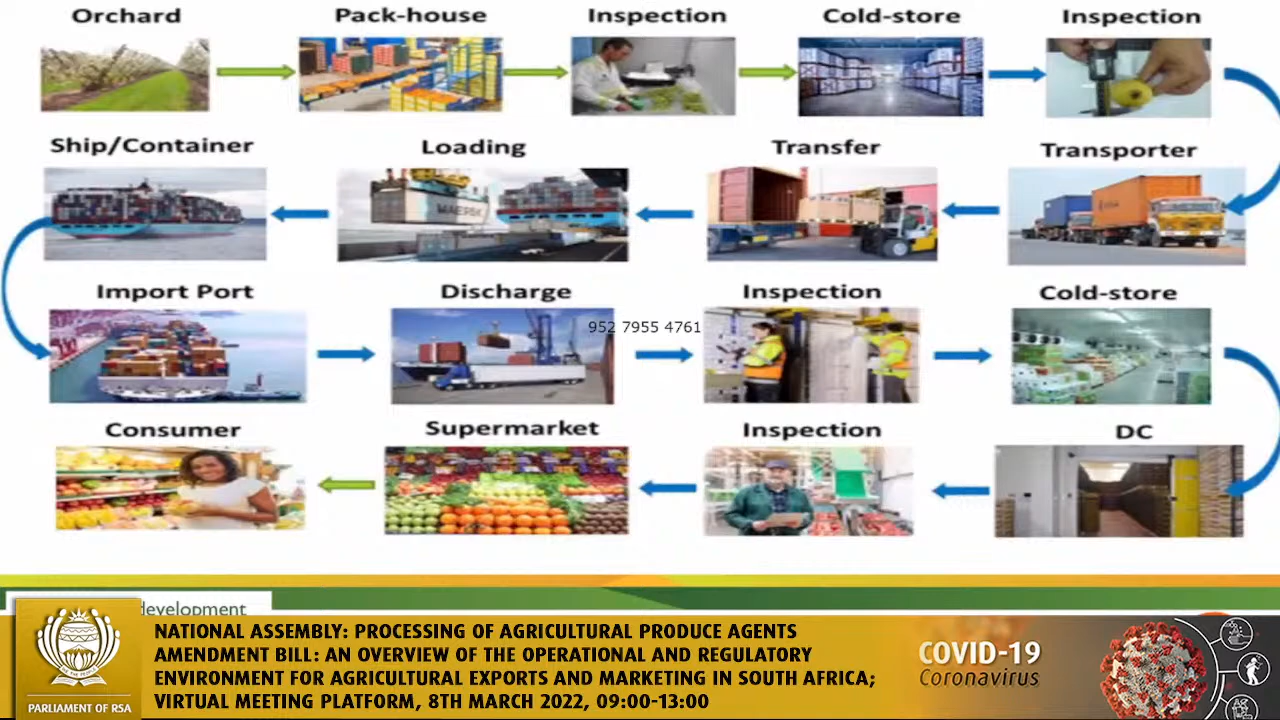 Orchard
Pack-house
Inspection
Cold-store
Inspection
Ship/Container
Loading
Transfer
Transporter
MAERSK
Import Port
Discharge
Inspection
Cold-store
952 7955 4761
Consumer
Supermarket
Inspection
DC
development
NATIONAL ASSEMBLY: PROCESSING OF AGRICULTURAL PRODUCE AGENTS
AMENDMENT BILL: AN OVERVIEW OF THE OPERATIONAL AND REGULATORY
ENVIRONMENT FOR AGRICULTURAL EXPORTS AND MARKETING IN SOUTH AFRICA;
VIRTUAL MEETING PLATFORM, 8TH MARCH 2022, 09:00-13:00
PARLIAMENT OF RSA
COVID-19
Coronavirus